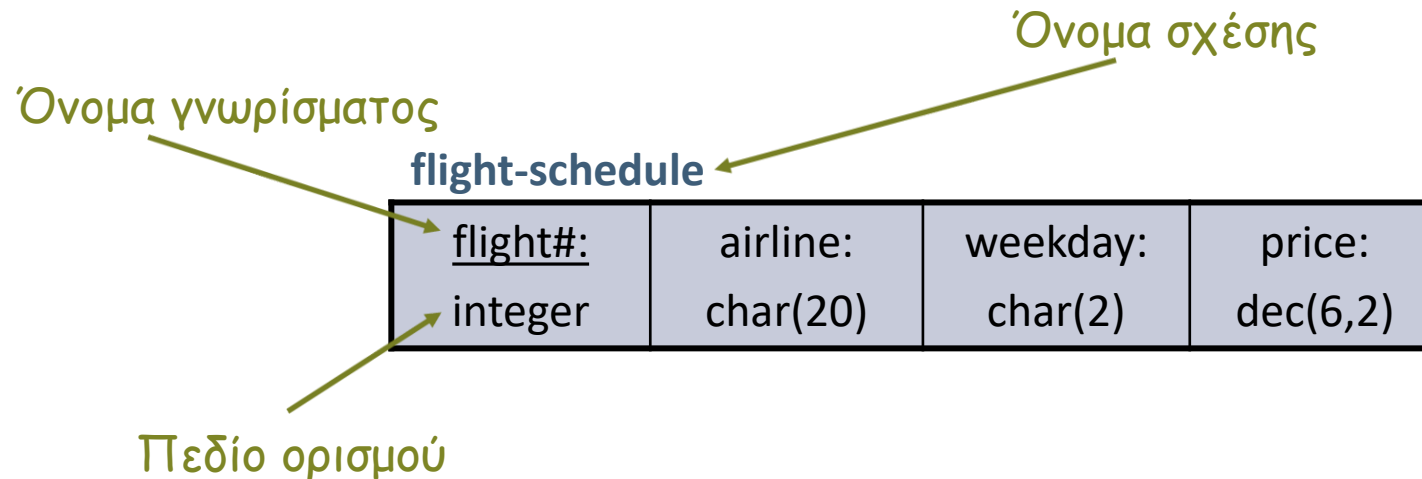 Όνομα σχέσης
Όνομα γνωρίσματος
flight-schedule
flight#: airline: weekday: price:
integer char(20) char(2) dec(6,2)
Πεδίο ορισμού